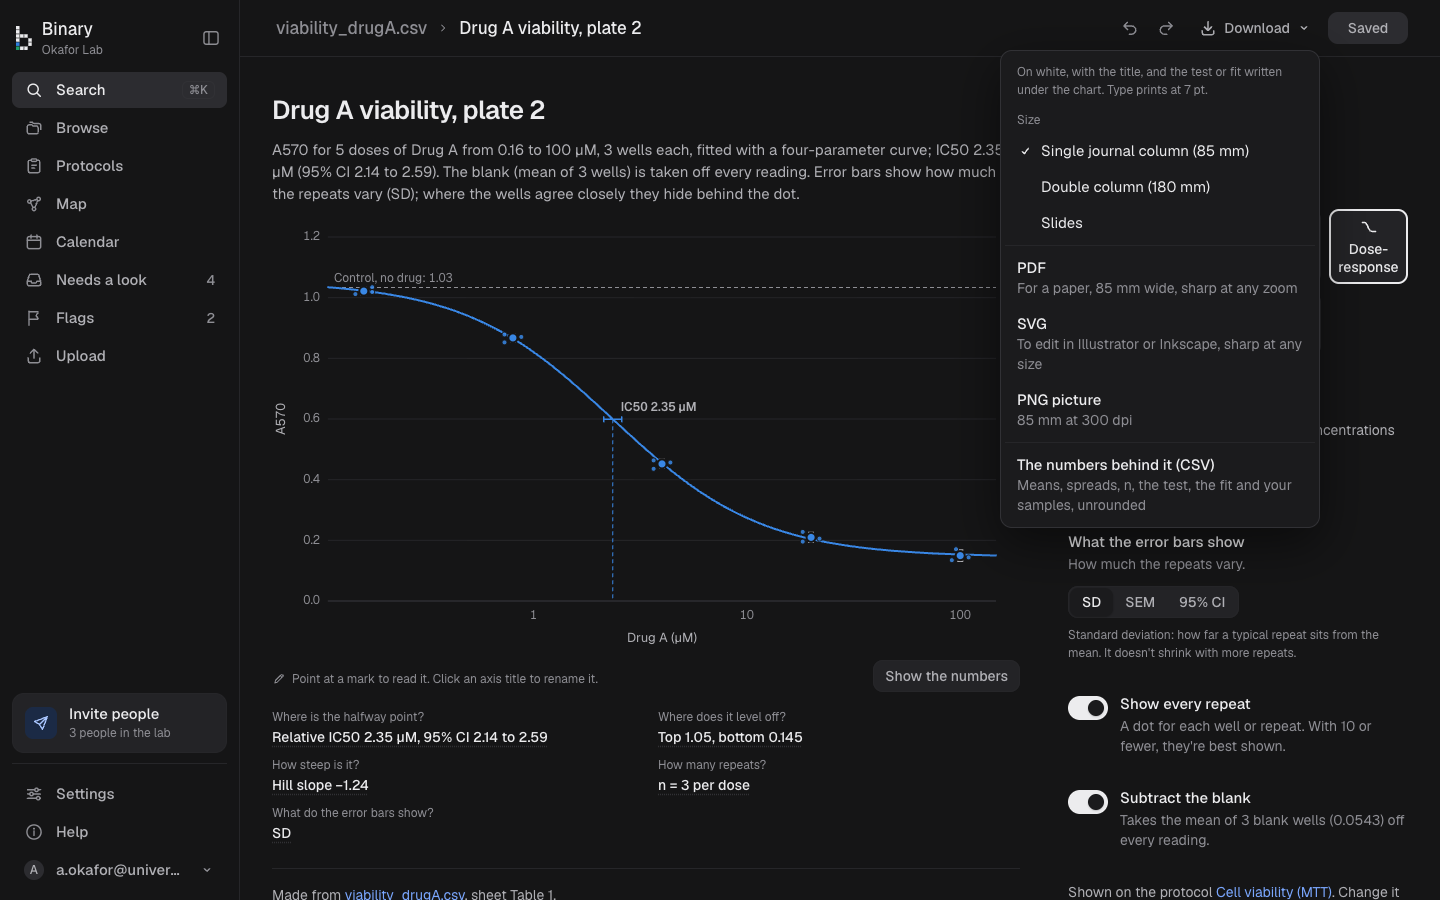 Binary
Okafor Lab
Search
⌘K
Browse
Protocols
Map
Calendar
Needs a look
4
Flags
2
Upload
Invite people
3 people in the lab
Settings
Help
A
a.okafor@univer...
viability_drugA.csv › Drug A viability, plate 2
Download
Saved
Drug A viability, plate 2
A570 for 5 doses of Drug A from 0.16 to 100 µM, 3 wells each, fitted with a four-parameter curve; IC50 2.35
µM (95% CI 2.14 to 2.59). The blank (mean of 3 wells) is taken off every reading. Error bars show how much
the repeats vary (SD); where the wells agree closely they hide behind the dot.
1.2
Control, no drug: 1.03
1.0
0.8
IC50 2.35 µM
0.6
A570
0.4
0.2
0.0
1
10
100
Drug A (µM)
Point at a mark to read it. Click an axis title to rename it.
Show the numbers
Where is the halfway point?
Relative IC50 2.35 µM, 95% CI 2.14 to 2.59
Where does it level off?
Top 1.05, bottom 0.145
How steep is it?
Hill slope −1.24
How many repeats?
n = 3 per dose
What do the error bars show?
SD
Made from viability_drugA.csv, sheet Table 1.
On white, with the title, and the test or fit written
under the chart. Type prints at 7 pt.
Size
Single journal column (85 mm)
Double column (180 mm)
Slides
PDF
For a paper, 85 mm wide, sharp at any zoom
SVG
To edit in Illustrator or Inkscape, sharp at any
size
PNG picture
85 mm at 300 dpi
The numbers behind it (CSV)
Means, spreads, n, the test, the fit and your
samples, unrounded
Dose-
response
ncentrations
What the error bars show
How much the repeats vary.
SD
SEM
95% CI
Standard deviation: how far a typical repeat sits from the
mean. It doesn't shrink with more repeats.
Show every repeat
A dot for each well or repeat. With 10 or
fewer, they're best shown.
Subtract the blank
Takes the mean of 3 blank wells (0.0543) off
every reading.
Shown on the protocol Cell viability (MTT). Change it